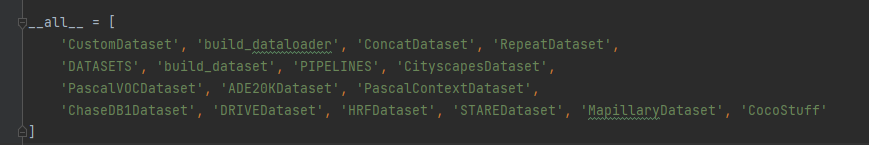 __all__ = [
'CustomDataset', 'build_dataloader', 'ConcatDataset', 'RepeatDataset',
'DATASETS', 'build_dataset', 'PIPELINES', 'CityscapesDataset',
'PascalVOCDataset', 'ADE20KDataset', 'PascalContextDataset',
'ChaseDB1Dataset', 'DRIVEDataset', 'HRFDataset', 'STAREDataset', 'MapillaryDataset', 'CocoStuff'
]